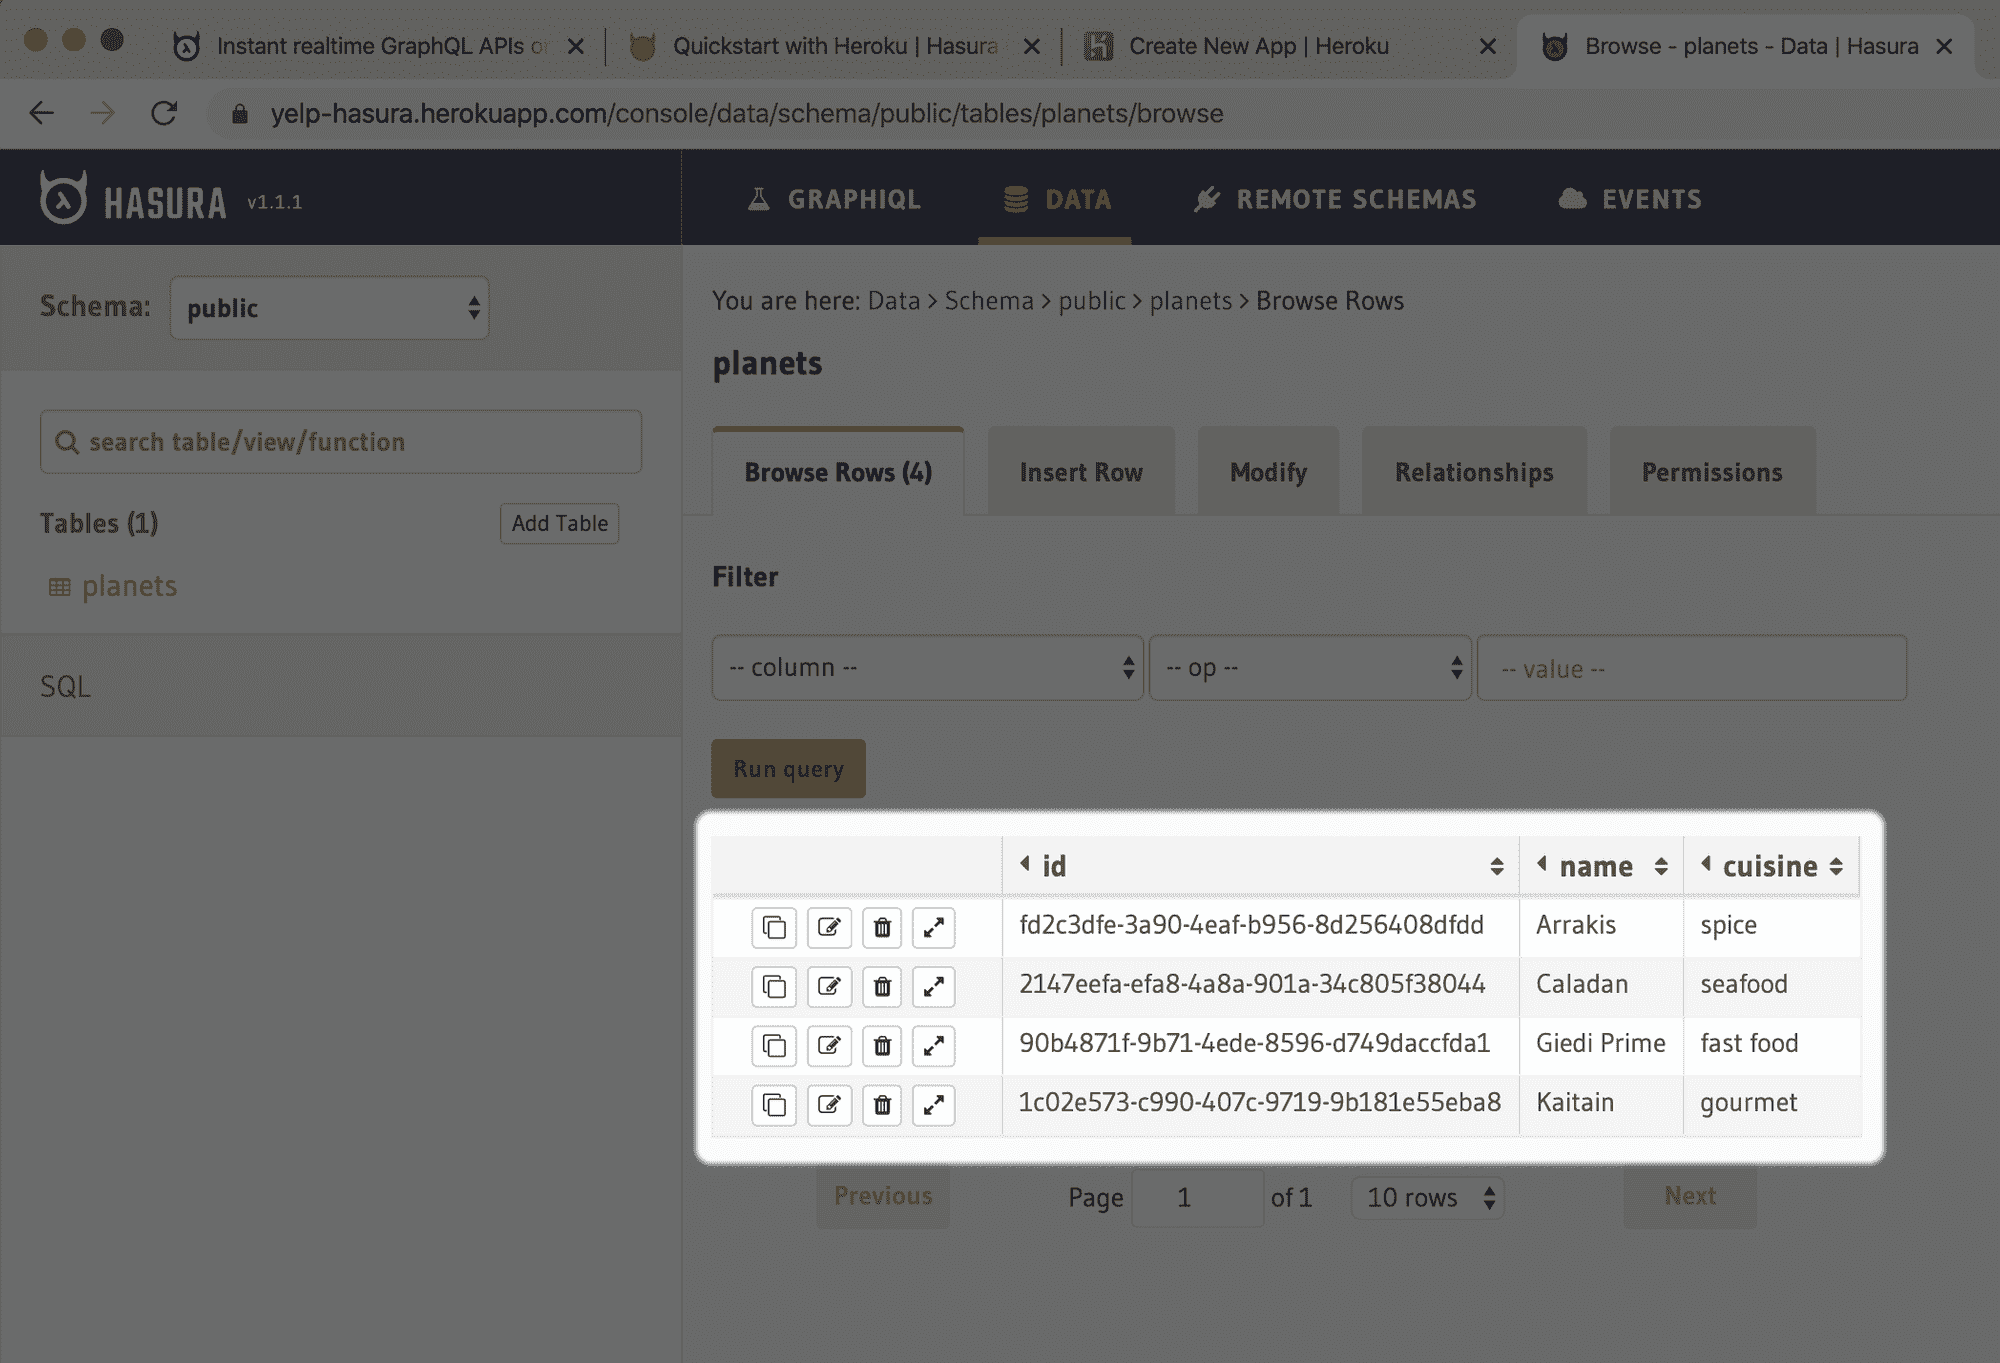 Instant realtime GraphQL APIs or
Quickstart with Heroku | Hasura
Create New App | Heroku
Browse - planets - Data | Hasura
yelp-hasura.herokuapp.com/console/data/schema/public/tables/planets/browse
HASURA v1.1.1
GRAPHIQL DATA REMOTE SCHEMAS EVENTS
Schema: public
search table/view/function
Tables (1) Add Table
planets
SQL
You are here: Data > Schema > public > planets > Browse Rows
planets
Browse Rows (4) Insert Row Modify Relationships Permissions
Filter
-- column -- -- op -- -- value --
Run query
id name cuisine
fd2c3dfe-3a90-4eaf-b956-8d256408dfdd Arrakis spice
2147eefa-efa8-4a8a-901a-34c805f38044 Caladan seafood
90b4871f-9b71-4ede-8596-d749daccfda1 Giedi Prime fast food
1c02e573-c990-407c-9719-9b181e55eba8 Kaitain gourmet
Previous Page 1 of 1 10 rows Next